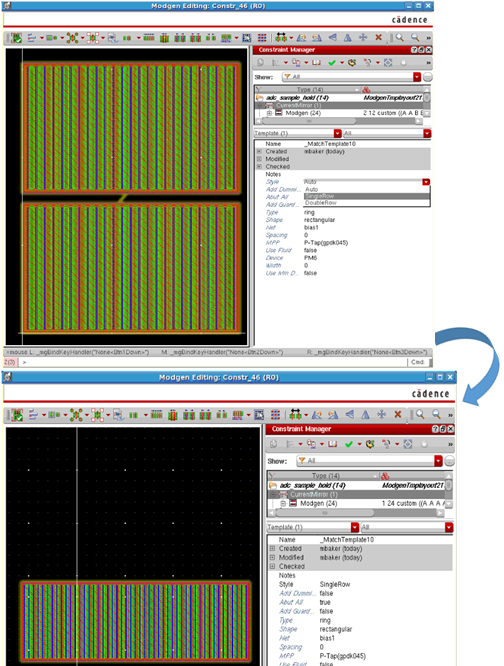 Modgen Editing: Constr_46 (R0)
cādence
Constraint Manager
Show: All
Type (14)
adc_sample_hold (14) ModgenTmplayout21
CurrentMirror (1)
Modgen (24) 2 12 custom ((A A B B
Template (1) All
Name _MatchTemplate10
Created mbaker (today)
Modified
Checked
Notes
Style Auto
Add Dummi... Auto
Abut All SingleRow
Add Guard... DoubleRow
Type ring
Shape rectangular
Net bias1
Spacing 0
MPP P-Tap(gpdk045)
Use Fluid false
Device PM6
Width 0
Use Min D... false
mouse L: _mgBindKeyHandler("None<Btn1Down>") M: _mgBindKeyHandler("None<Btn2Down>") R: _mgBindKeyHandler("None<Btn3Down>")
2(3) > Cmd:
Modgen Editing: Constr_46 (R0)
cādence
Constraint Manager
Show: All
Type (14)
adc_sample_hold (14) ModgenTmplayout21
CurrentMirror (1)
Modgen (24) 1 24 custom ((A A A
Template (1) All
Name _MatchTemplate10
Created mbaker (today)
Modified mbaker (today)
Checked
Notes
Style SingleRow
Add Dummi... false
Abut All true
Add Guard... false
Type ring
Shape rectangular
Net bias1
Spacing 0
MPP P-Tap(gpdk045)
Use Fluid false